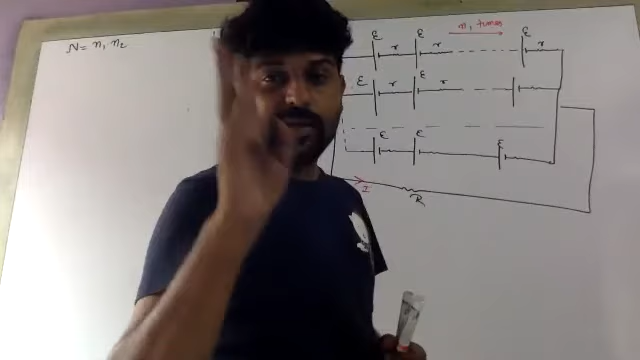 N = n₁ n₂
n₁ times
ε ε ε
r r r
ε ε
r r r
ε ε ε
I R